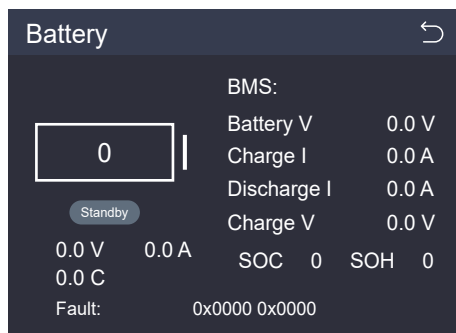 Battery
BMS:
Battery V 0.0 V
0
Charge I 0.0 A
Discharge I 0.0 A
Standby
Charge V 0.0 V
0.0 V 0.0 A
SOC 0 SOH 0
0.0 C
Fault: 0x0000 0x0000